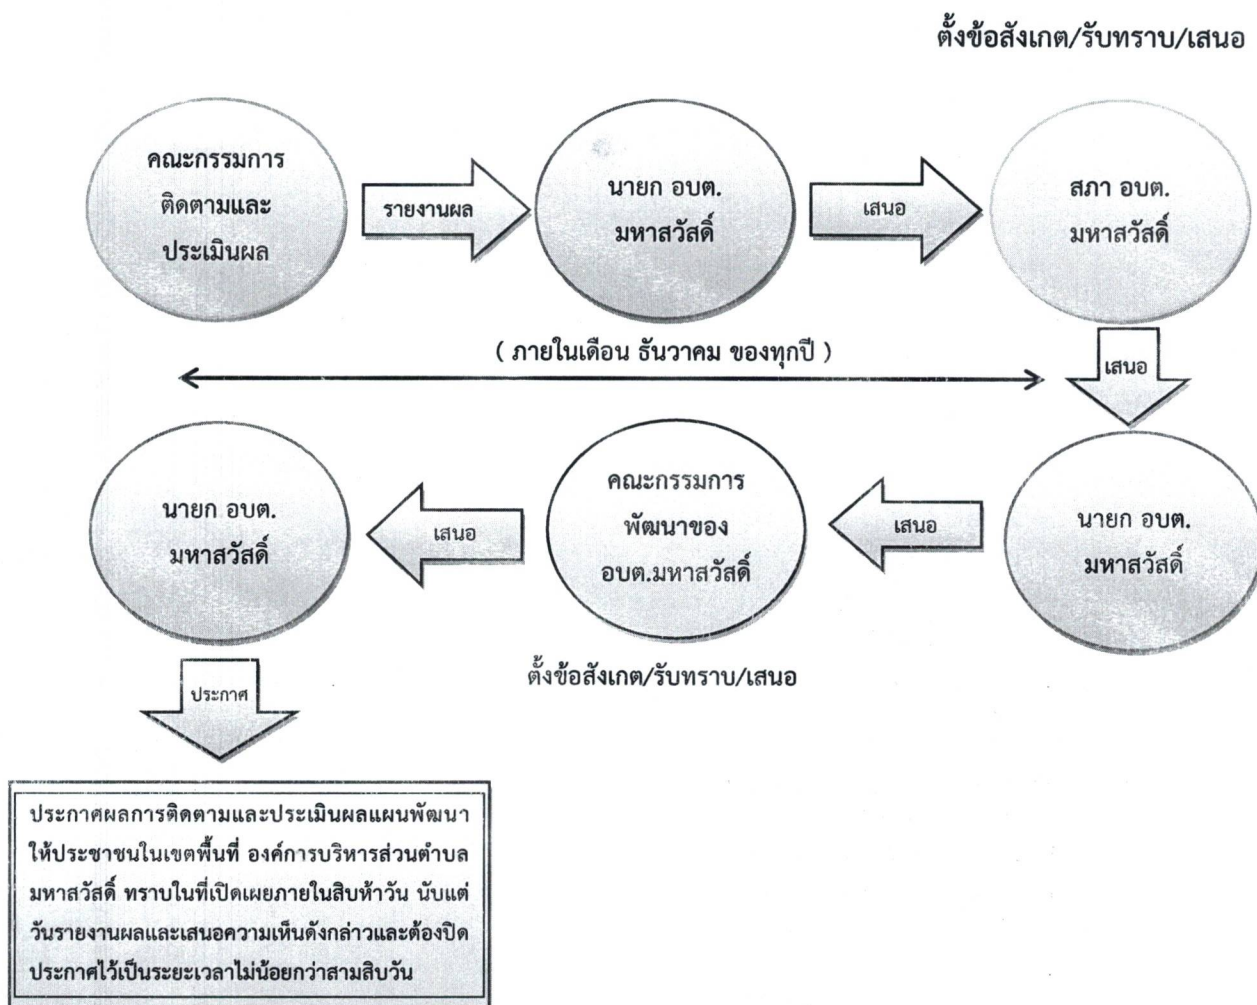 ตั้งข้อสังเกต/รับทราบ/เสนอ
คณะกรรมการ
ติดตามและ
ประเมินผล
รายงานผล
นายก อบต.
มหาสวัสดิ์
เสนอ
สภา อบต.
มหาสวัสดิ์
( ภายในเดือน ธันวาคม ของทุกปี )
เสนอ
นายก อบต.
มหาสวัสดิ์
เสนอ
คณะกรรมการ
พัฒนาของ
อบต.มหาสวัสดิ์
ตั้งข้อสังเกต/รับทราบ/เสนอ
เสนอ
นายก อบต.
มหาสวัสดิ์
ประกาศ
ประกาศผลการติดตามและประเมินผลแผนพัฒนา
ให้ประชาชนในเขตพื้นที่ องค์การบริหารส่วนตำบล
มหาสวัสดิ์ ทราบในที่เปิดเผยภายในสิบห้าวัน นับแต่
วันรายงานผลและเสนอความเห็นดังกล่าวและต้องปิด
ประกาศไว้เป็นระยะเวลาไม่น้อยกว่าสามสิบวัน